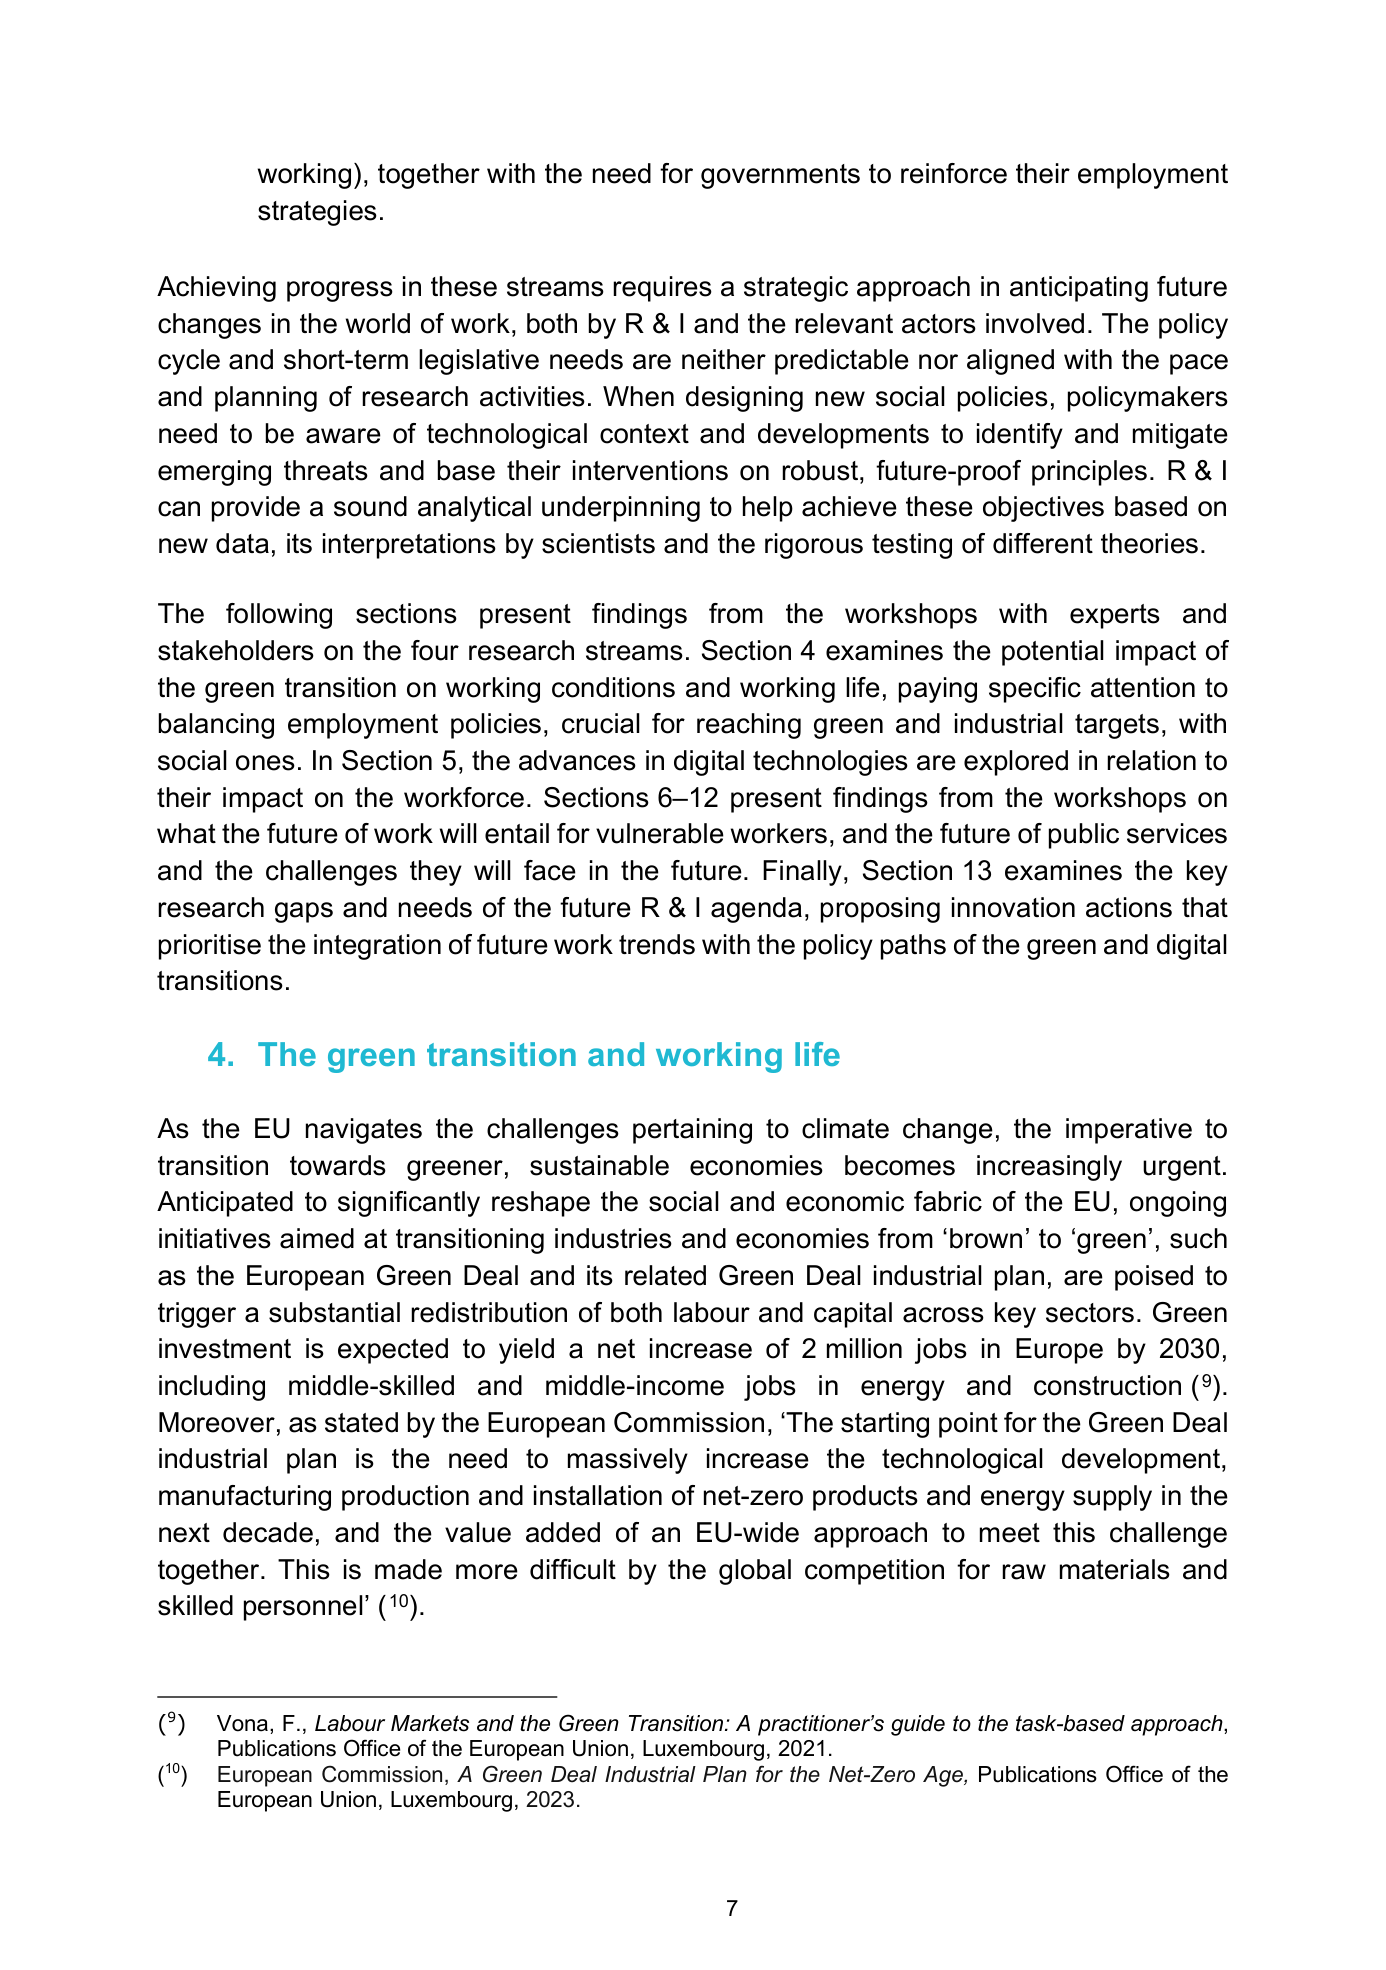 working), together with the need for governments to reinforce their employment
strategies.
Achieving progress in these streams requires a strategic approach in anticipating future
changes in the world of work, both by R & I and the relevant actors involved. The policy
cycle and short-term legislative needs are neither predictable nor aligned with the pace
and planning of research activities. When designing new social policies, policymakers
need to be aware of technological context and developments to identify and mitigate
emerging threats and base their interventions on robust, future-proof principles. R & I
can provide a sound analytical underpinning to help achieve these objectives based on
new data, its interpretations by scientists and the rigorous testing of different theories.
The following sections present findings from the workshops with experts and
stakeholders on the four research streams. Section 4 examines the potential impact of
the green transition on working conditions and working life, paying specific attention to
balancing employment policies, crucial for reaching green and industrial targets, with
social ones. In Section 5, the advances in digital technologies are explored in relation to
their impact on the workforce. Sections 6–12 present findings from the workshops on
what the future of work will entail for vulnerable workers, and the future of public services
and the challenges they will face in the future. Finally, Section 13 examines the key
research gaps and needs of the future R & I agenda, proposing innovation actions that
prioritise the integration of future work trends with the policy paths of the green and digital
transitions.
4. The green transition and working life
As the EU navigates the challenges pertaining to climate change, the imperative to
transition towards greener, sustainable economies becomes increasingly urgent.
Anticipated to significantly reshape the social and economic fabric of the EU, ongoing
initiatives aimed at transitioning industries and economies from ‘brown’ to ‘green’, such
as the European Green Deal and its related Green Deal industrial plan, are poised to
trigger a substantial redistribution of both labour and capital across key sectors. Green
investment is expected to yield a net increase of 2 million jobs in Europe by 2030,
including middle-skilled and middle-income jobs in energy and construction (⁹).
Moreover, as stated by the European Commission, ‘The starting point for the Green Deal
industrial plan is the need to massively increase the technological development,
manufacturing production and installation of net-zero products and energy supply in the
next decade, and the value added of an EU-wide approach to meet this challenge
together. This is made more difficult by the global competition for raw materials and
skilled personnel’ (¹⁰).
(⁹) Vona, F., Labour Markets and the Green Transition: A practitioner’s guide to the task-based approach,
Publications Office of the European Union, Luxembourg, 2021.
(¹⁰) European Commission, A Green Deal Industrial Plan for the Net-Zero Age, Publications Office of the
European Union, Luxembourg, 2023.
7